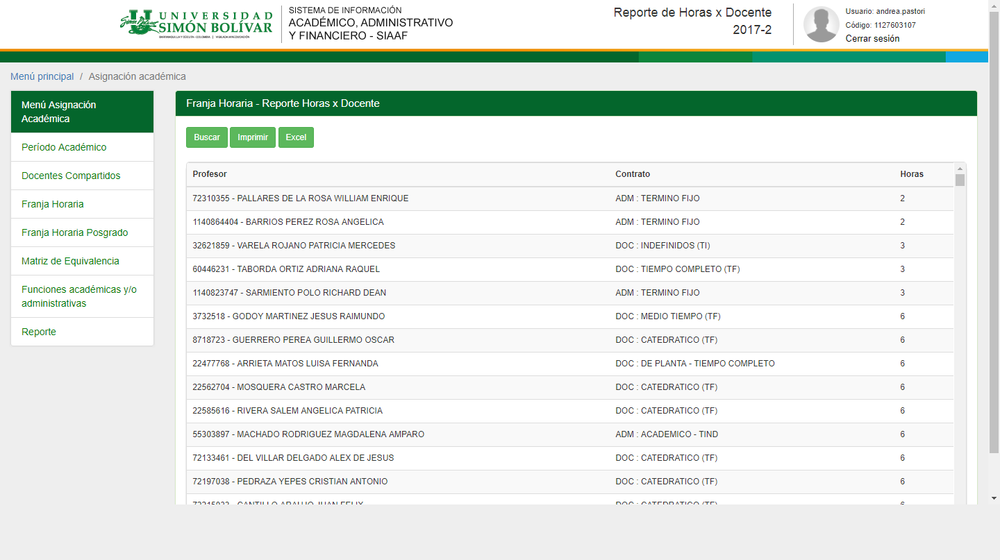 UNIVERSIDAD
SIMÓN BOLÍVAR
BARRANQUILLA Y CÚCUTA - COLOMBIA | VIGILADA MINEDUCACIÓN
SISTEMA DE INFORMACIÓN
ACADÉMICO, ADMINISTRATIVO
Y FINANCIERO - SIAAF
Reporte de Horas x Docente
2017-2
Usuario: andrea.pastori
Código: 1127603107
Cerrar sesión
Menú principal / Asignación académica
Menú Asignación
Académica
Período Académico
Docentes Compartidos
Franja Horaria
Franja Horaria Posgrado
Matriz de Equivalencia
Funciones académicas y/o
administrativas
Reporte
Franja Horaria - Reporte Horas x Docente
Buscar Imprimir Excel
Profesor Contrato Horas
72310355 - PALLARES DE LA ROSA WILLIAM ENRIQUE ADM : TERMINO FIJO 2
1140864404 - BARRIOS PEREZ ROSA ANGELICA ADM : TERMINO FIJO 2
32621859 - VARELA ROJANO PATRICIA MERCEDES DOC : INDEFINIDOS (TI) 3
60446231 - TABORDA ORTIZ ADRIANA RAQUEL DOC : TIEMPO COMPLETO (TF) 3
1140823747 - SARMIENTO POLO RICHARD DEAN ADM : TERMINO FIJO 3
3732518 - GODOY MARTINEZ JESUS RAIMUNDO DOC : MEDIO TIEMPO (TF) 6
8718723 - GUERRERO PEREA GUILLERMO OSCAR DOC : CATEDRATICO (TF) 6
22477768 - ARRIETA MATOS LUISA FERNANDA DOC : DE PLANTA - TIEMPO COMPLETO 6
22562704 - MOSQUERA CASTRO MARCELA DOC : CATEDRATICO (TF) 6
22585616 - RIVERA SALEM ANGELICA PATRICIA DOC : CATEDRATICO (TF) 6
55303897 - MACHADO RODRIGUEZ MAGDALENA AMPARO ADM : ACADEMICO - TIND 6
72133461 - DEL VILLAR DELGADO ALEX DE JESUS DOC : CATEDRATICO (TF) 6
72197038 - PEDRAZA YEPES CRISTIAN ANTONIO DOC : CATEDRATICO (TF) 6
CANTILLO ARAUJO JUAN FELIX DOC : CATEDRATICO (TF) 6